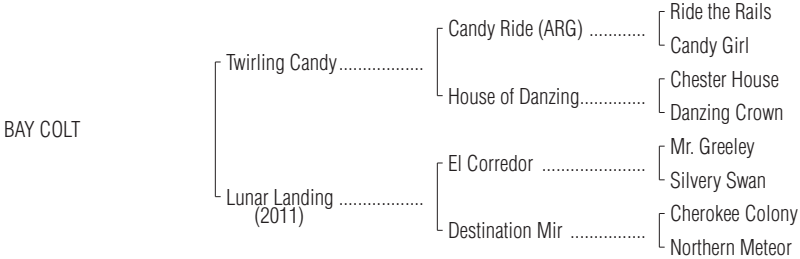 Ride the Rails
Candy Ride (ARG) ............
Candy Girl
Twirling Candy..................
Chester House
House of Danzing..............
Danzing Crown
BAY COLT
Mr. Greeley
El Corredor ......................
Silvery Swan
Lunar Landing ..................
(2011)
Cherokee Colony
Destination Mir ................
Northern Meteor